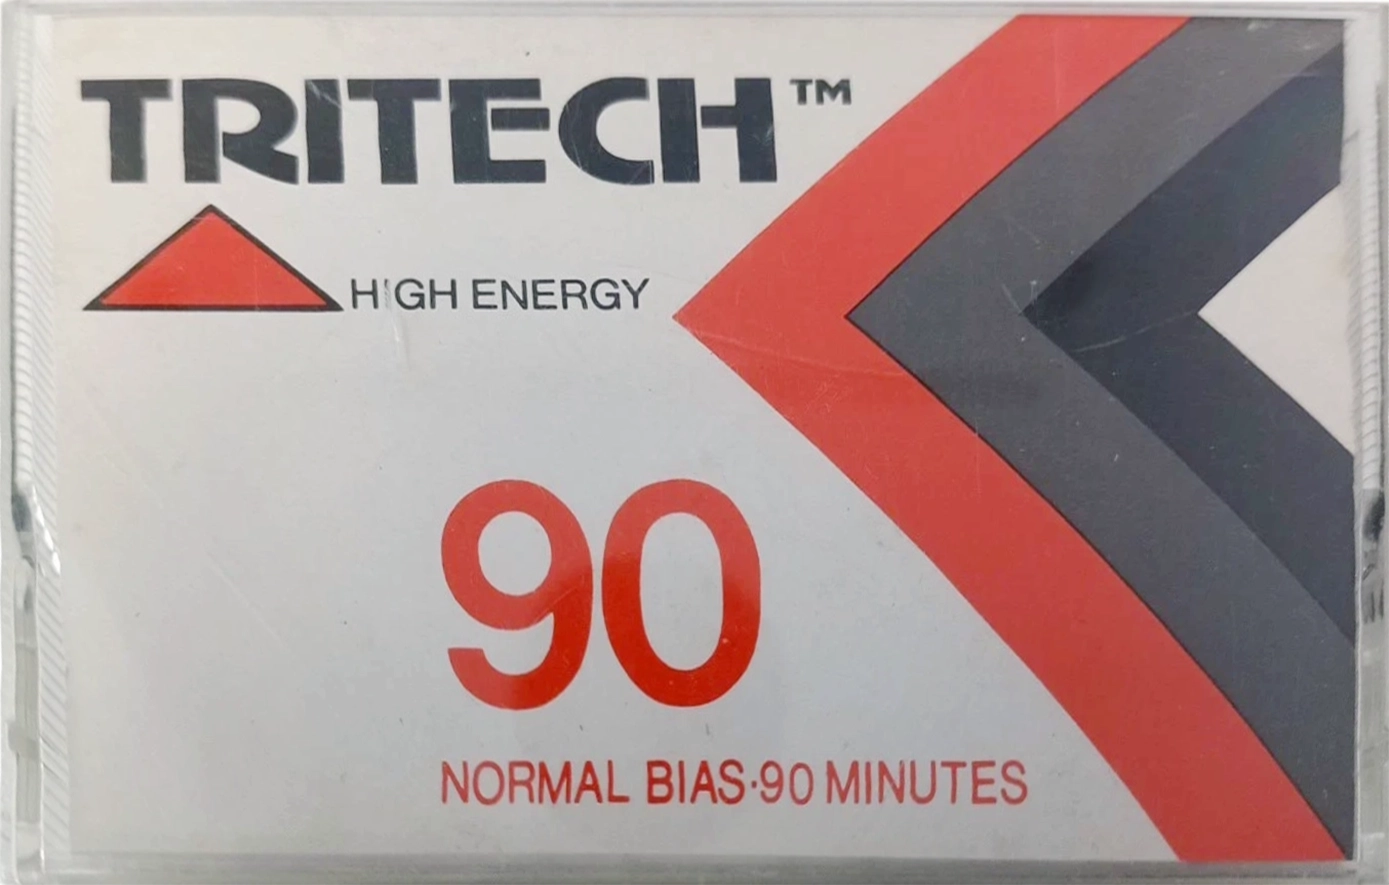 TRITECH™
HIGH ENERGY
90
NORMAL BIAS·90 MINUTES